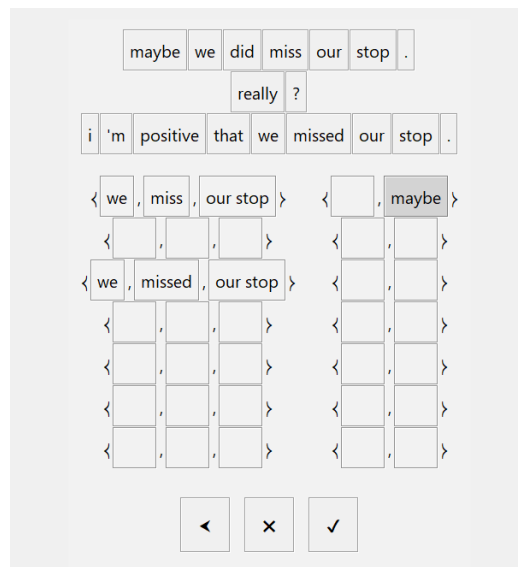 maybe we did miss our stop .
really ?
i 'm positive that we missed our stop .
⟨ we , miss , our stop ⟩ ⟨ , maybe ⟩
⟨ , , ⟩ ⟨ , ⟩
⟨ we , missed , our stop ⟩ ⟨ , ⟩
⟨ , , ⟩ ⟨ , ⟩
⟨ , , ⟩ ⟨ , ⟩
⟨ , , ⟩ ⟨ , ⟩
⟨ , , ⟩ ⟨ , ⟩